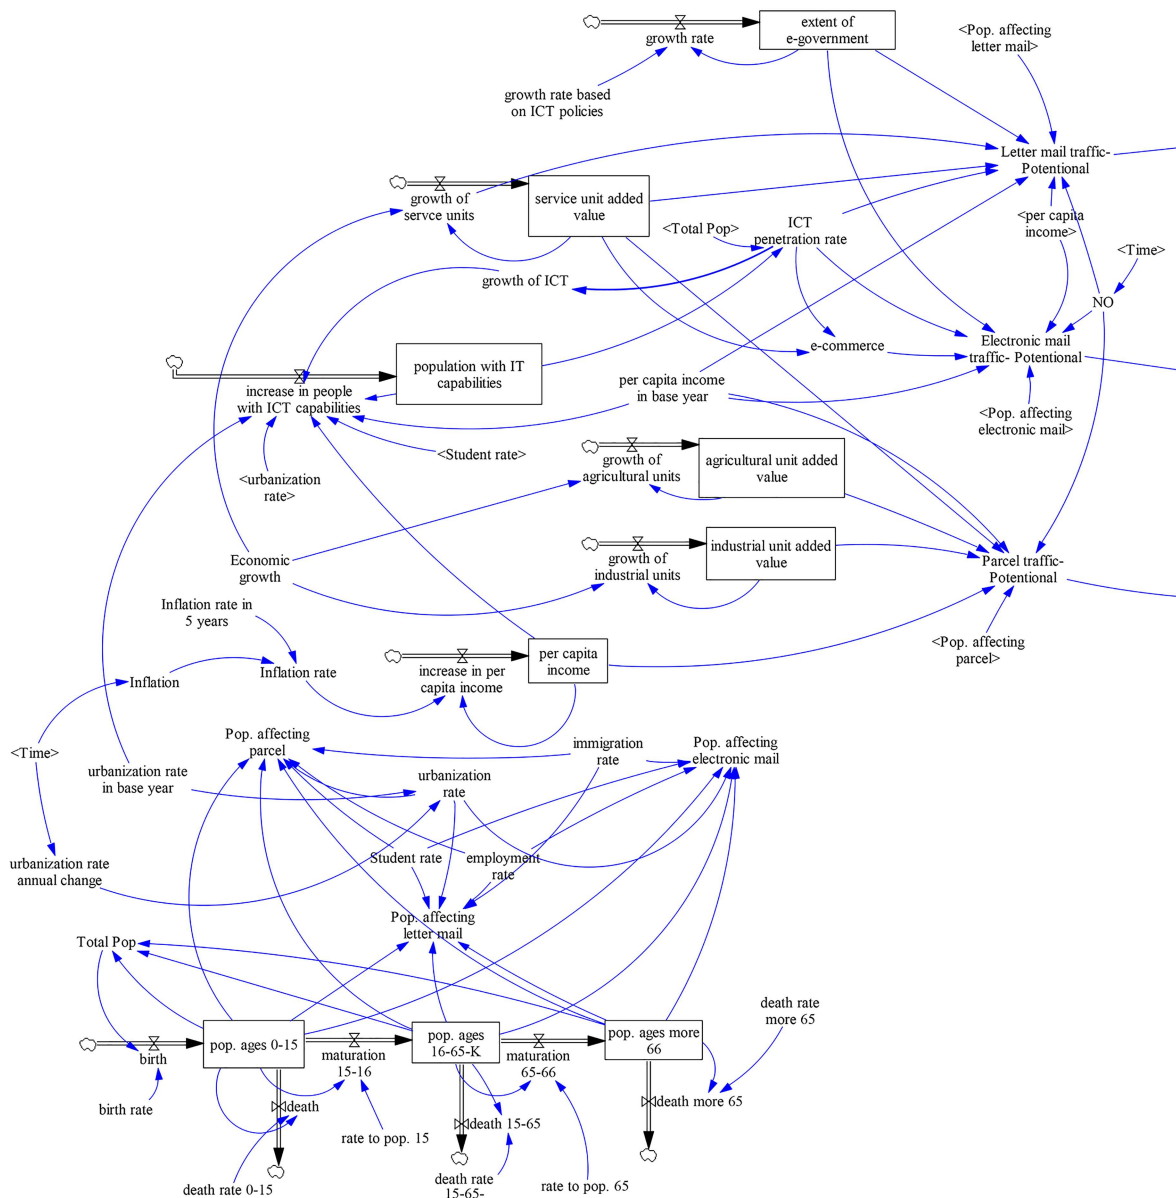 extent of
e-government
growth rate
<Pop. affecting
letter mail>
growth rate based
on ICT policies
Letter mail traffic-
Potentional
growth of
servce units
service unit added
value
<Total Pop>
ICT
penetration rate
<per capita
income>
<Time>
growth of ICT
NO
Electronic mail
traffic- Potentional
e-commerce
population with IT
capabilities
increase in people
with ICT capabilities
per capita income
in base year
<Pop. affecting
electronic mail>
<Student rate>
<urbanization
rate>
growth of
agricultural units
agricultural unit added
value
Economic
growth
growth of
industrial units
industrial unit added
value
Parcel traffic-
Potentional
Inflation rate in
5 years
<Pop. affecting
parcel>
Inflation
Inflation rate
increase in per
capita income
per capita
income
<Time>
Pop. affecting
parcel
immigration
rate
Pop. affecting
electronic mail
urbanization rate
in base year
urbanization
rate
urbanization rate
annual change
Student rate
employment
rate
Pop. affecting
letter mail
Total Pop
death rate
more 65
pop. ages 0-15
pop. ages
16-65-K
pop. ages more
66
birth
maturation
15-16
maturation
65-66
birth rate
death
death 15-65
death more 65
rate to pop. 15
death rate 0-15
death rate
15-65-
rate to pop. 65